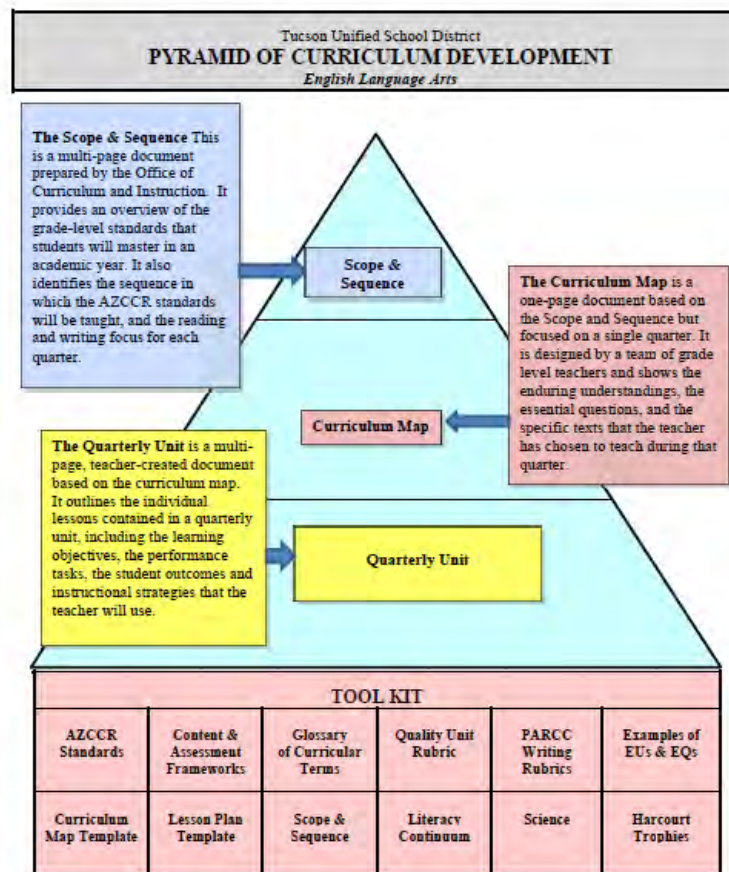 Tucson Unified School District
PYRAMID OF CURRICULUM DEVELOPMENT
English Language Arts
The Scope & Sequence This
is a multi-page document
prepared by the Office of
Curriculum and Instruction. It
provides an overview of the
grade-level standards that
students will master in an
academic year. It also
identifies the sequence in
which the AZCCR standards
will be taught, and the reading
and writing focus for each
quarter.
Scope &
Sequence
The Curriculum Map is a
one-page document based on
the Scope and Sequence but
focused on a single quarter. It
is designed by a team of grade
level teachers and shows the
enduring understandings, the
essential questions, and the
specific texts that the teacher
has chosen to teach during that
quarter.
Curriculum Map
The Quarterly Unit is a multi-
page, teacher-created document
based on the curriculum map.
It outlines the individual
lessons contained in a quarterly
unit, including the learning
objectives, the performance
tasks, the student outcomes and
instructional strategies that the
teacher will use.
Quarterly Unit
TOOL KIT
AZCCR
Standards
Content &
Assessment
Frameworks
Glossary
of Curricular
Terms
Quality Unit
Rubric
PARCC
Writing
Rubrics
Examples of
EUs & EQs
Curriculum
Map Template
Lesson Plan
Template
Scope &
Sequence
Literacy
Continuum
Science
Harcourt
Trophies